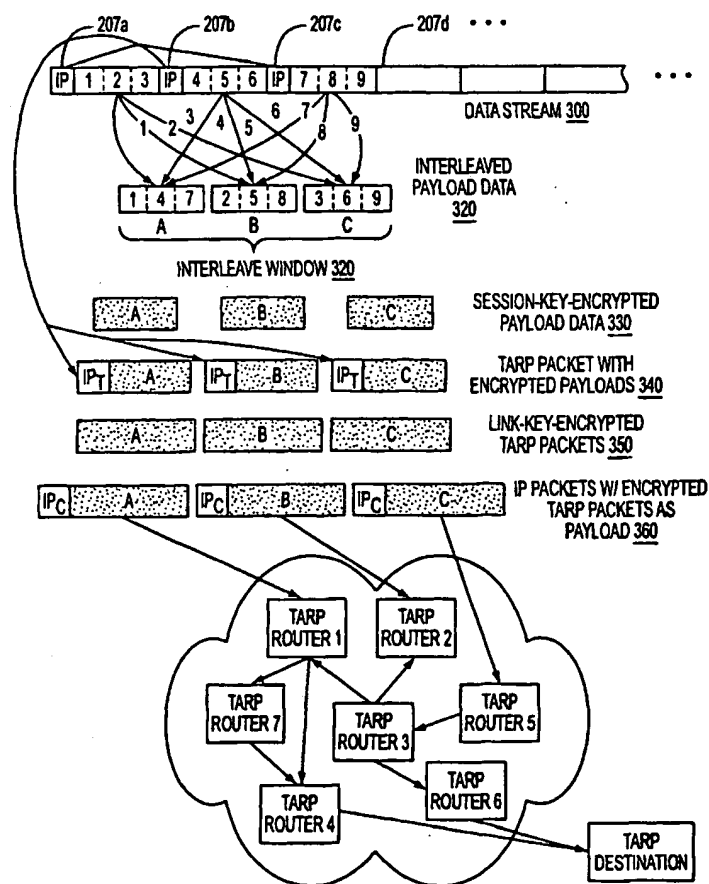 207a 207b 207c 207d • • •
IP 1 2 3 IP 4 5 6 IP 7 8 9 • • •
DATA STREAM 300
1 2 3 4 5 6 7 8 9
INTERLEAVED
PAYLOAD DATA
320
1 4 7 2 5 8 3 6 9
A B C
INTERLEAVE WINDOW 320
A B C
SESSION-KEY-ENCRYPTED
PAYLOAD DATA 330
IPT A IPT B IPT C
TARP PACKET WITH
ENCRYPTED PAYLOADS 340
A B C
LINK-KEY-ENCRYPTED
TARP PACKETS 350
IPC A IPC B IPC C
IP PACKETS W/ ENCRYPTED
TARP PACKETS AS
PAYLOAD 360
TARP
ROUTER 1
TARP
ROUTER 2
TARP
ROUTER 7
TARP
ROUTER 3
TARP
ROUTER 5
TARP
ROUTER 4
TARP
ROUTER 6
TARP
DESTINATION